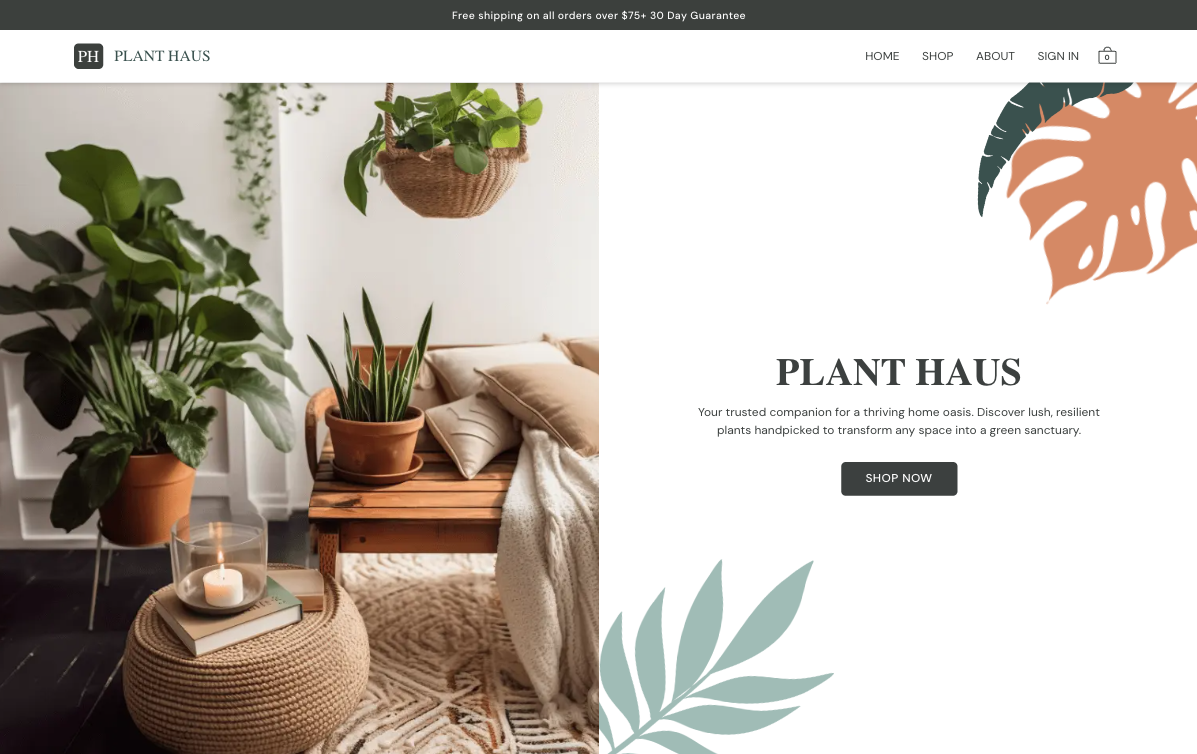 Free shipping on all orders over $75+ 30 Day Guarantee
PH PLANT HAUS
HOME SHOP ABOUT SIGN IN 0
PLANT HAUS
Your trusted companion for a thriving home oasis. Discover lush, resilient
plants handpicked to transform any space into a green sanctuary.
SHOP NOW